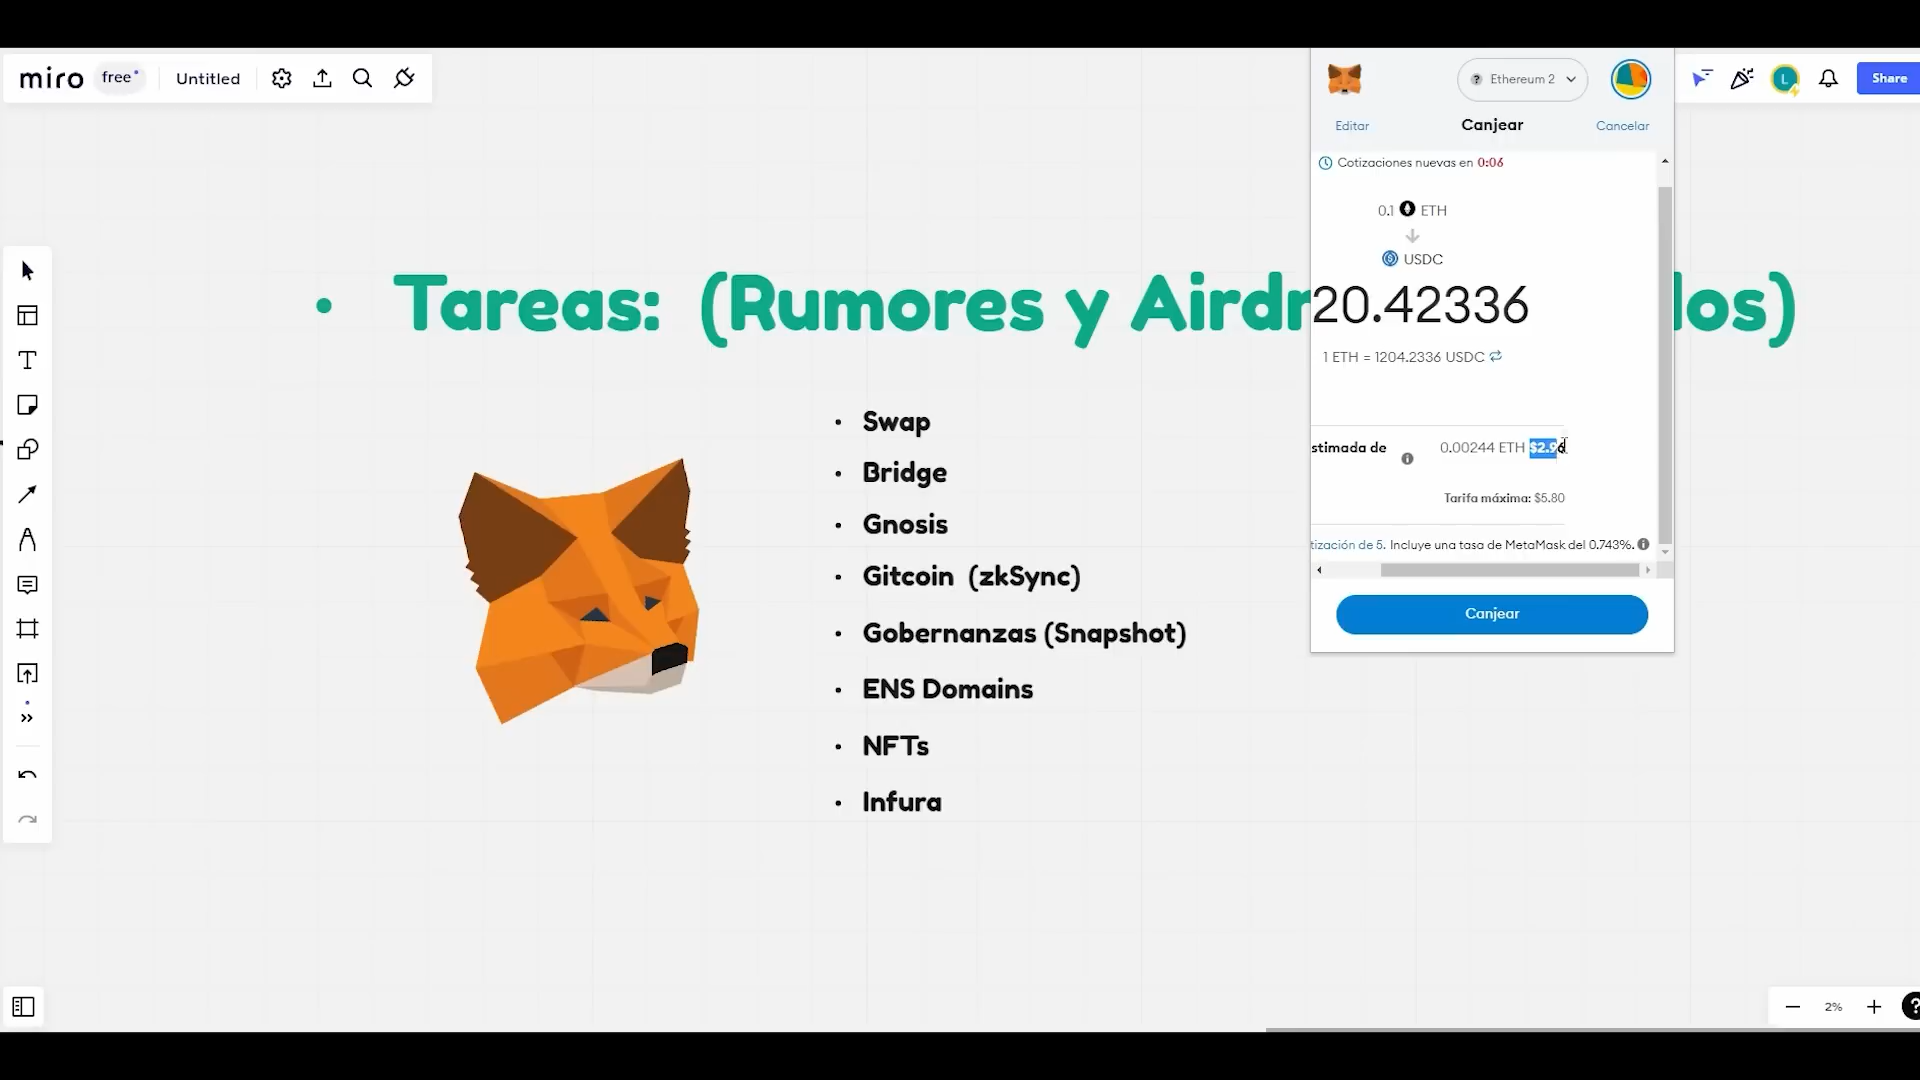 miro free Untitled
Ethereum 2
L
Share
Editar Canjear Cancelar
Cotizaciones nuevas en 0:06
0.1 ETH
USDC
20.42336
1 ETH = 1204.2336 USDC
stimada de 0.00244 ETH $2.96
Tarifa máxima: $5.80
tización de 5. Incluye una tasa de MetaMask del 0.743%.
Canjear
• Tareas: (Rumores y Airdr los)
• Swap
• Bridge
• Gnosis
• Gitcoin (zkSync)
• Gobernanzas (Snapshot)
• ENS Domains
• NFTs
• Infura
2%